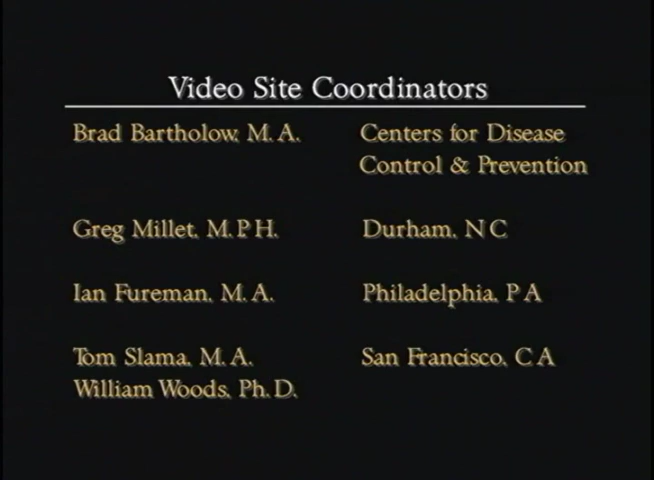 Video Site Coordinators
Brad Bartholow, M.A. Centers for Disease
Control & Prevention
Greg Millet, M.P.H. Durham, NC
Ian Fureman, M.A. Philadelphia, PA
Tom Slama, M.A. San Francisco, CA
William Woods, Ph.D.